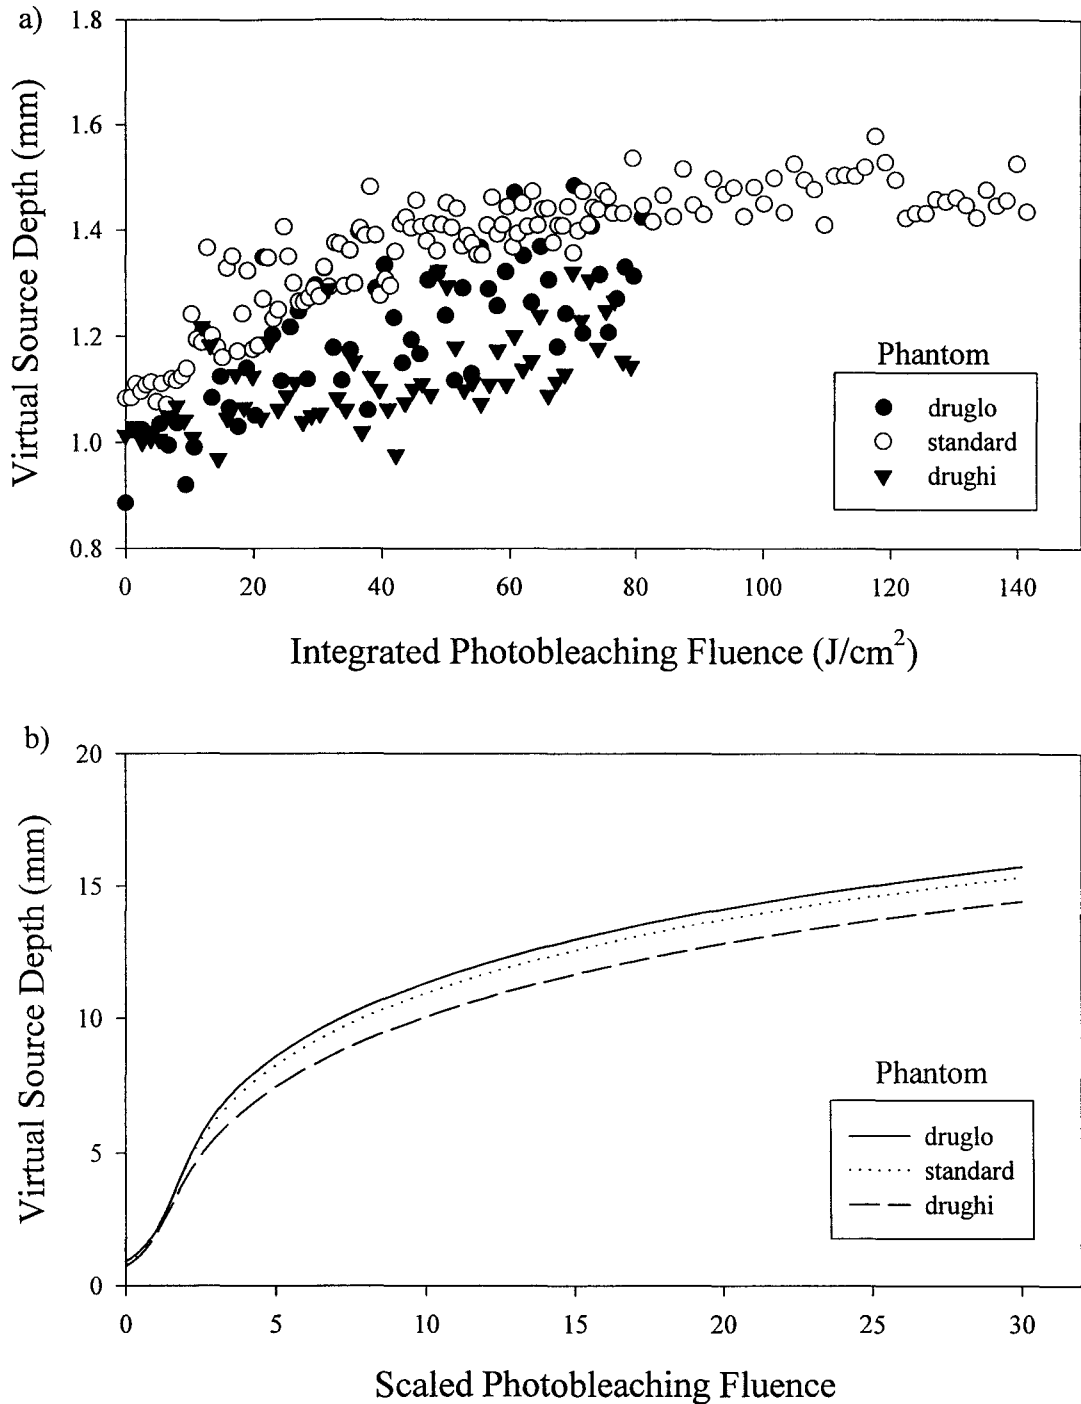 a)
1.8
1.6
1.4
1.2
1.0
0.8
Virtual Source Depth (mm)
Phantom
druglo
standard
drughi
0 20 40 60 80 100 120 140
Integrated Photobleaching Fluence (J/cm²)
b)
20
15
10
5
0
Virtual Source Depth (mm)
Phantom
druglo
standard
drughi
0 5 10 15 20 25 30
Scaled Photobleaching Fluence